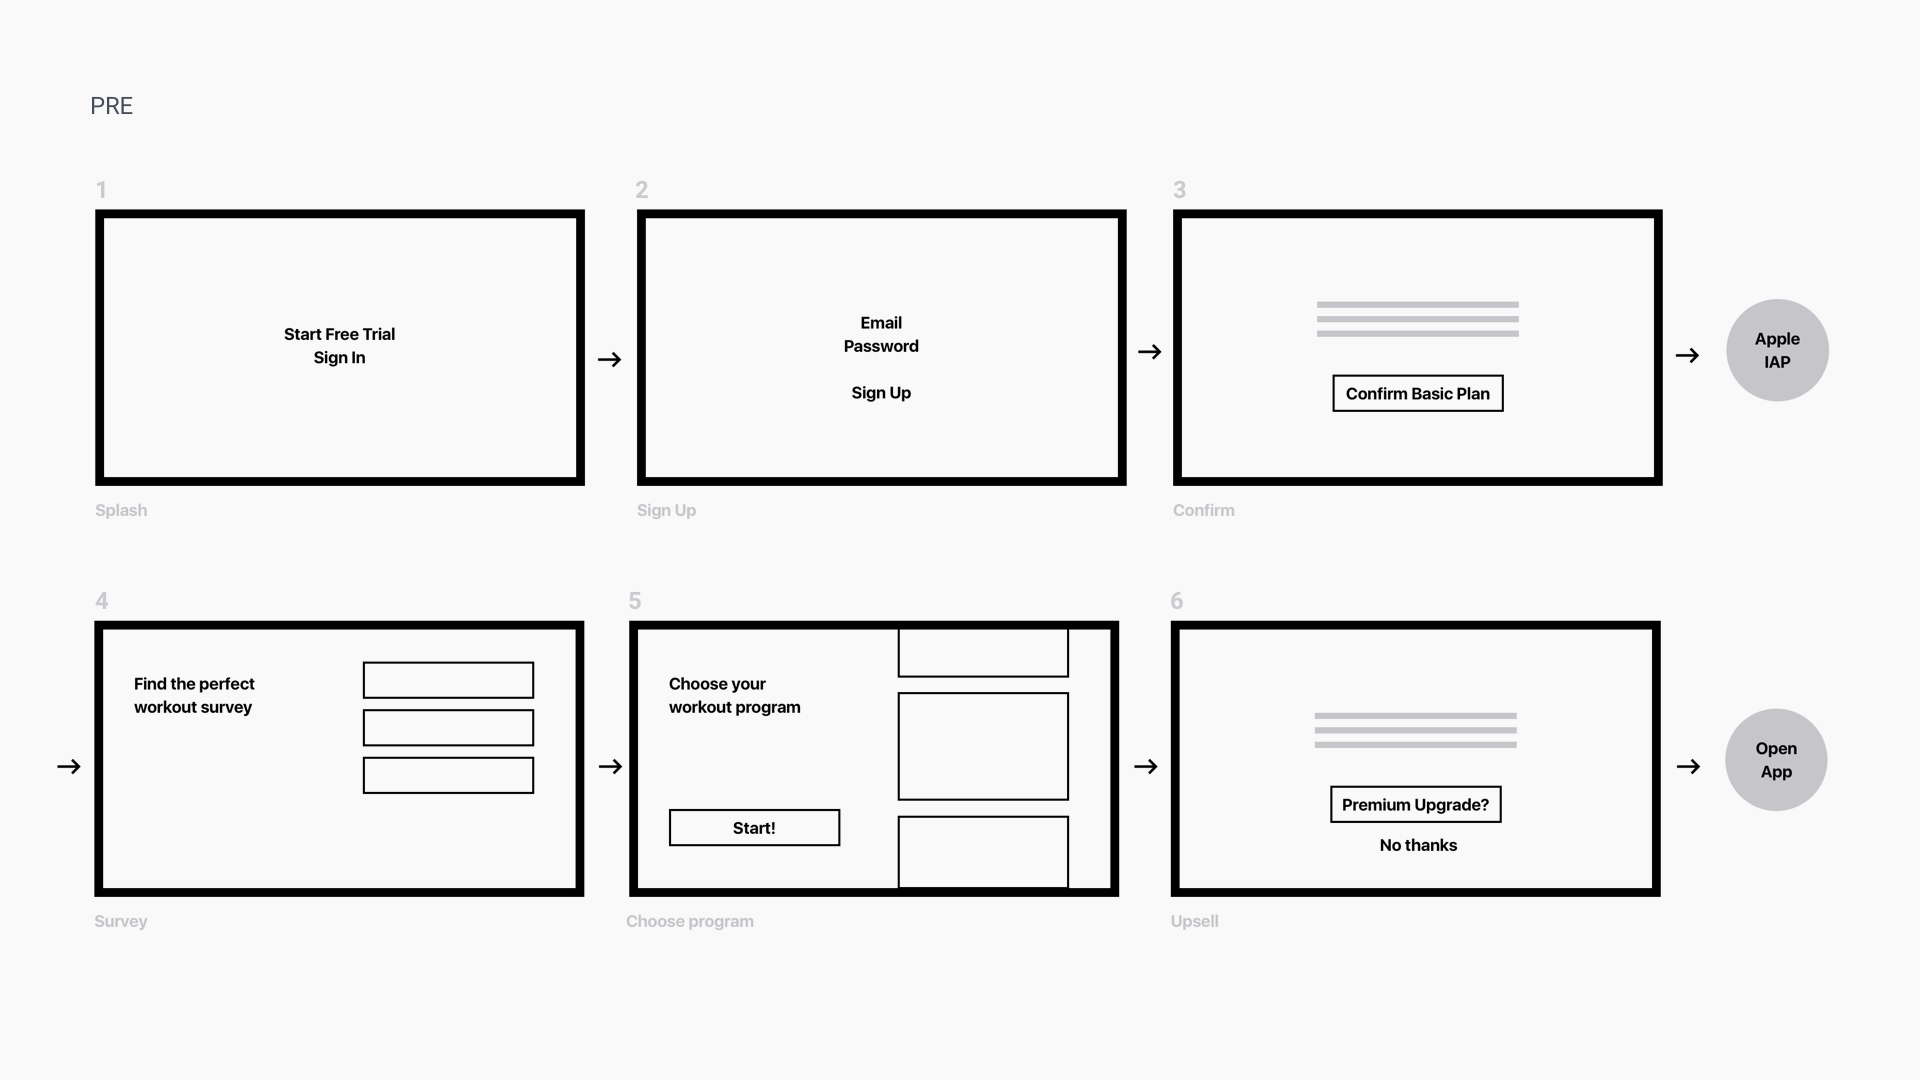 PRE
1
2
3
Start Free Trial
Sign In
Email
Password
Sign Up
Confirm Basic Plan
Apple
IAP
Splash
Sign Up
Confirm
4
5
6
Find the perfect
workout survey
Choose your
workout program
Start!
Premium Upgrade?
No thanks
Open
App
Survey
Choose program
Upsell